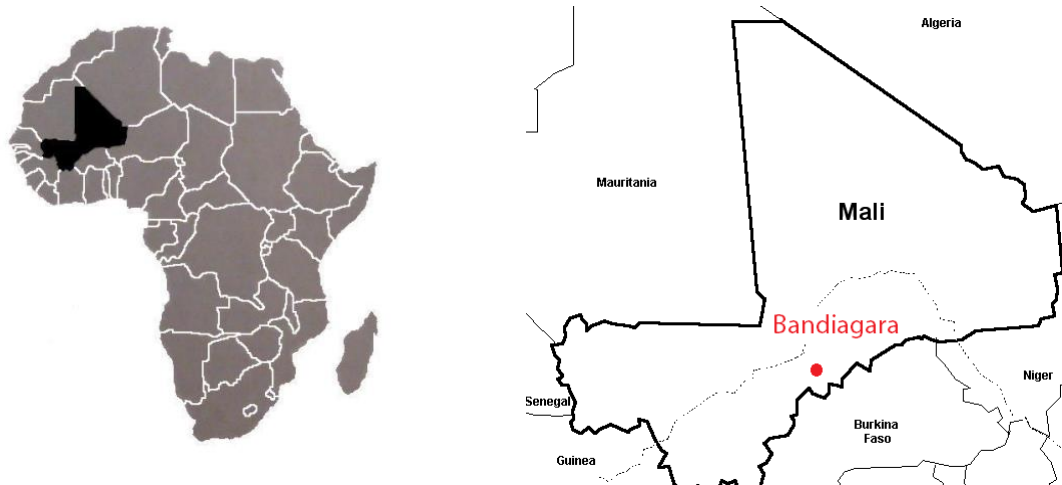 Algeria
Mauritania
Mali
Bandiagara
Niger
Senegal
Burkina
Faso
Guinea